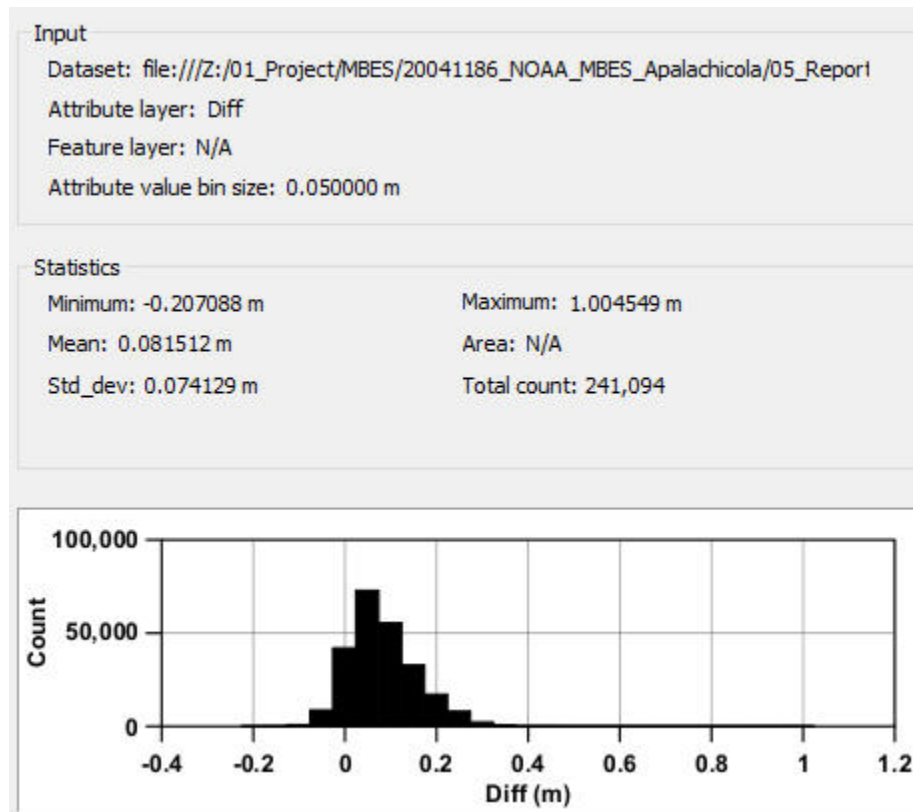 Input
Dataset: file:///Z:/01_Project/MBES/20041186_NOAA_MBES_Apalachicola/05_Report
Attribute layer: Diff
Feature layer: N/A
Attribute value bin size: 0.050000 m
Statistics
Minimum: -0.207088 m Maximum: 1.004549 m
Mean: 0.081512 m Area: N/A
Std_dev: 0.074129 m Total count: 241,094
100,000
50,000
0
Count
-0.4 -0.2 0 0.2 0.4 0.6 0.8 1 1.2
Diff (m)